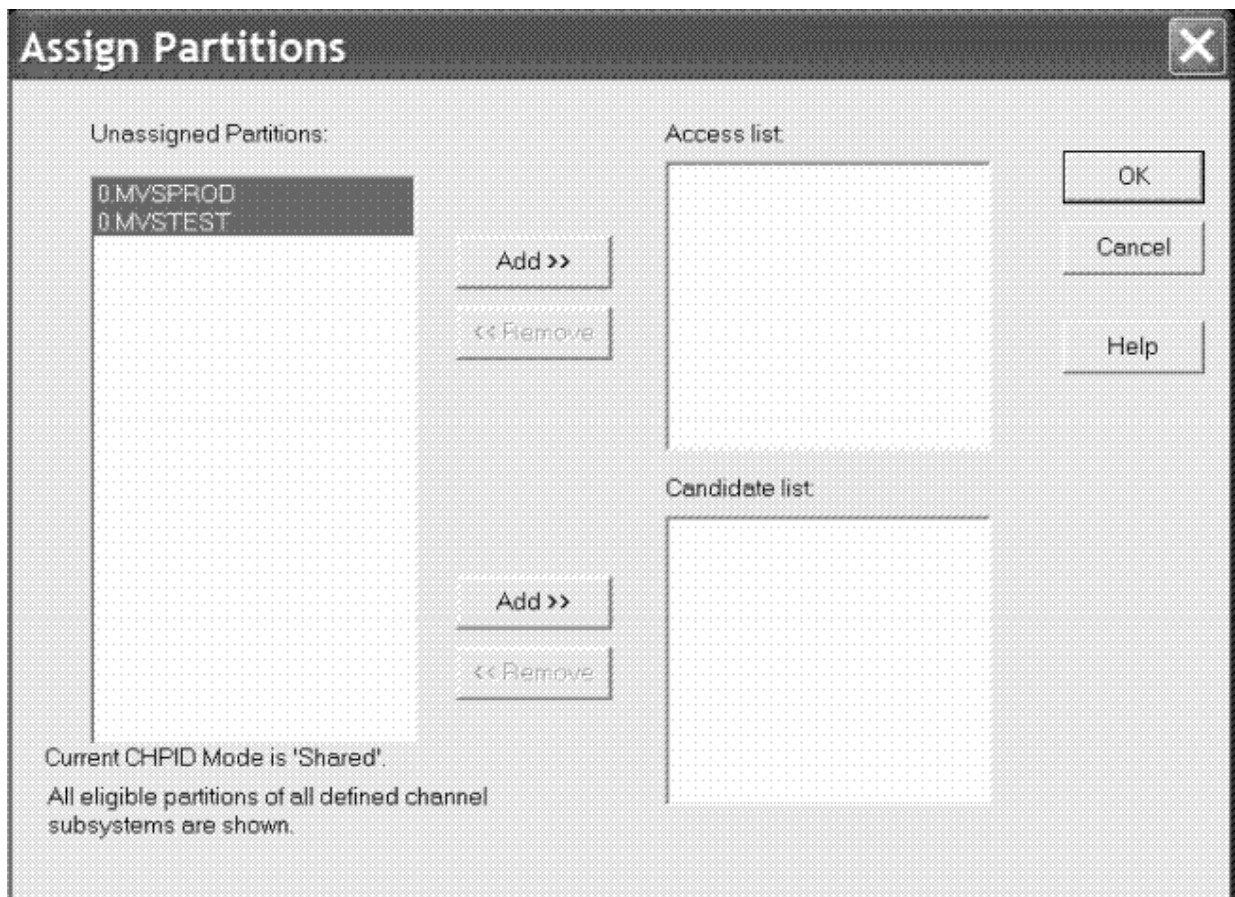 Assign Partitions
Unassigned Partitions:
0.MVSPROD
0.MVSTEST
Add >>
<< Remove
Access list:
OK
Cancel
Help
Candidate list:
Add >>
<< Remove
Current CHPID Mode is 'Shared'.
All eligible partitions of all defined channel
subsystems are shown.